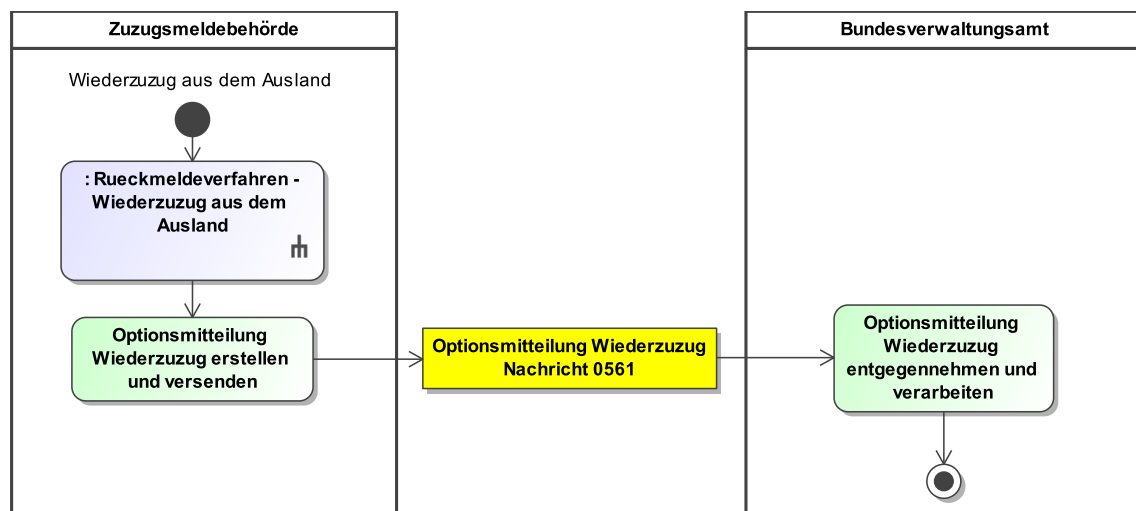 Zuzugsmeldebehörde
Bundesverwaltungsamt
Wiederzuzug aus dem Ausland
: Rueckmeldeverfahren -
Wiederzuzug aus dem
Ausland
Optionsmitteilung
Wiederzuzug erstellen
und versenden
Optionsmitteilung Wiederzuzug
Nachricht 0561
Optionsmitteilung
Wiederzuzug
entgegennehmen und
verarbeiten